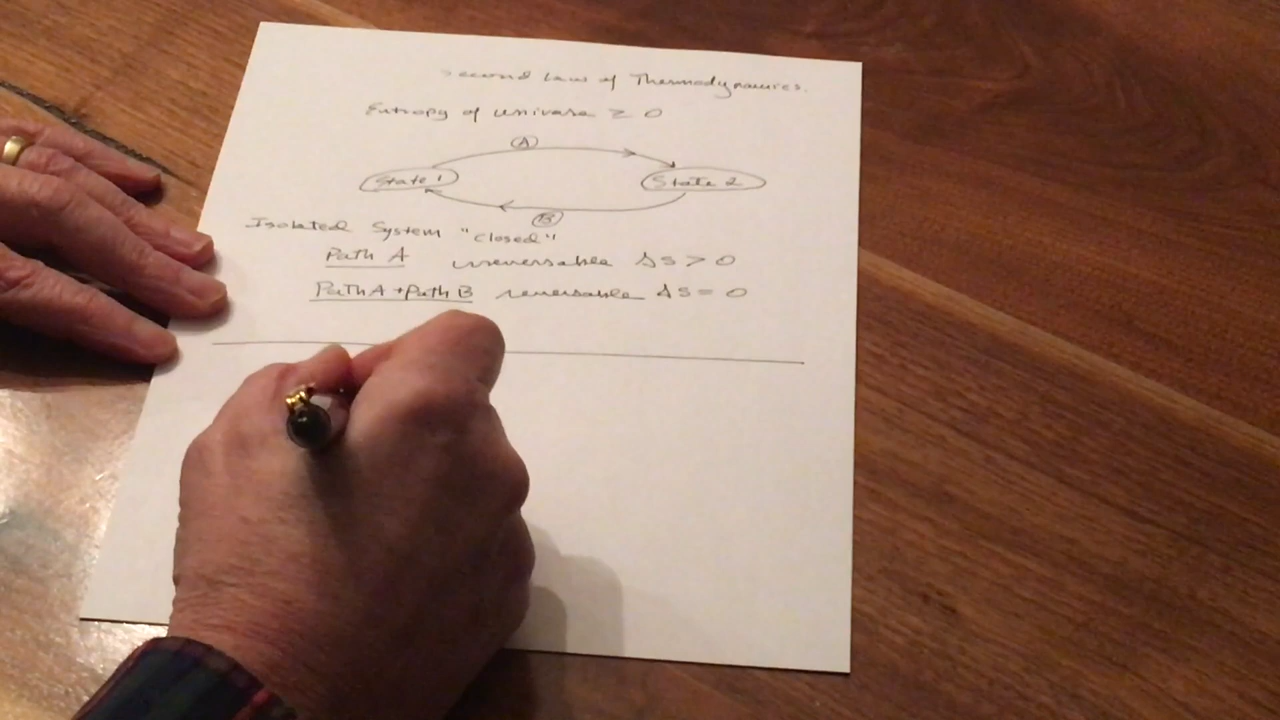 Second Law of Thermodynamics.
Entropy of universe ≥ 0
A
State 1
State 2
B
Isolated System "closed"
Path A irreversable ΔS > 0
Path A + Path B reversable ΔS = 0